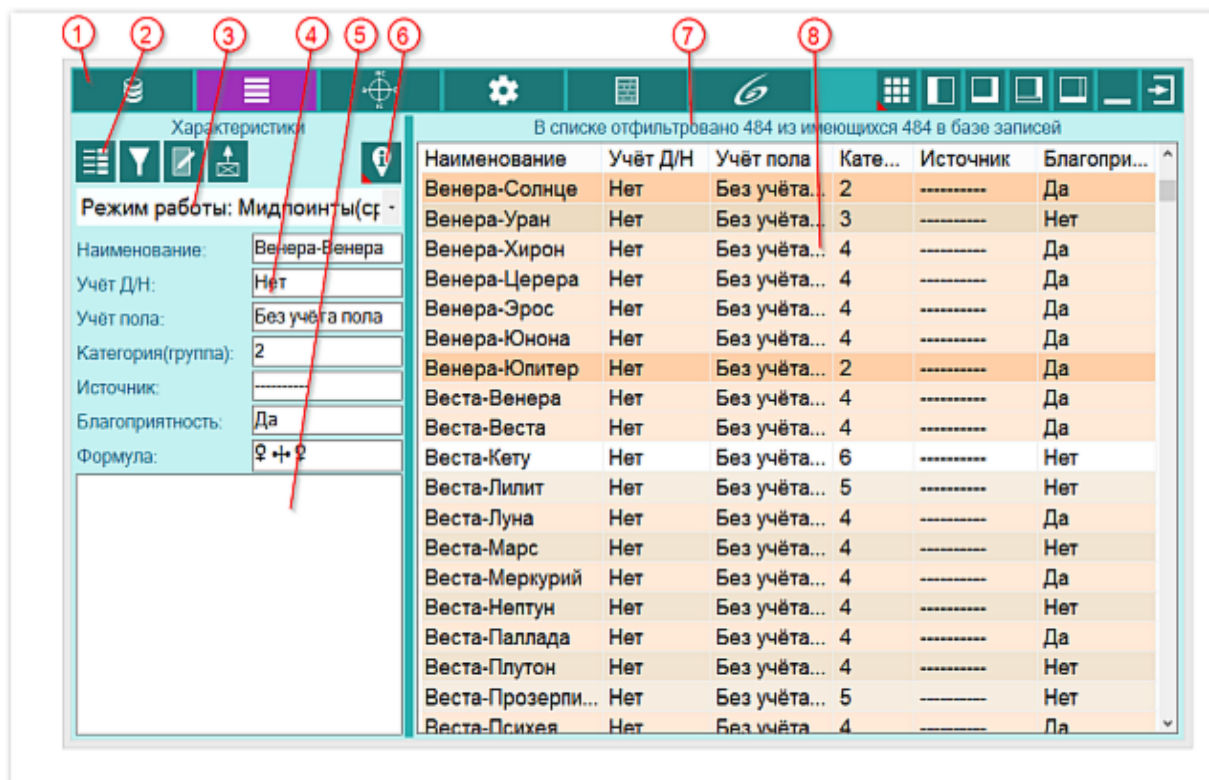 1 2 3 4 5 6 7 8
Характеристики
В списке отфильтровано 484 из имеющихся 484 в базе записей
Режим работы: Мидпоинты(ср
Наименование: Венера-Венера
Учёт Д/Н: Нет
Учёт пола: Без учёта пола
Категория(группа): 2
Источник: ----------
Благоприятность: Да
Формула: ♀ ♀
Наименование Учёт Д/Н Учёт пола Кате... Источник Благопри...
Венера-Солнце Нет Без учёта... 2 ---------- Да
Венера-Уран Нет Без учёта... 3 ---------- Нет
Венера-Хирон Нет Без учёта... 4 ---------- Да
Венера-Церера Нет Без учёта... 4 ---------- Да
Венера-Эрос Нет Без учёта... 4 ---------- Да
Венера-Юнона Нет Без учёта... 4 ---------- Да
Венера-Юпитер Нет Без учёта... 2 ---------- Да
Веста-Венера Нет Без учёта... 4 ---------- Да
Веста-Веста Нет Без учёта... 4 ---------- Да
Веста-Кету Нет Без учёта... 6 ---------- Нет
Веста-Лилит Нет Без учёта... 5 ---------- Нет
Веста-Луна Нет Без учёта... 4 ---------- Да
Веста-Марс Нет Без учёта... 4 ---------- Нет
Веста-Меркурий Нет Без учёта... 4 ---------- Да
Веста-Нептун Нет Без учёта... 4 ---------- Нет
Веста-Паллада Нет Без учёта... 4 ---------- Да
Веста-Плутон Нет Без учёта... 4 ---------- Нет
Веста-Прозерпи... Нет Без учёта... 5 ---------- Нет
Веста-Психея Нет Без учёта... 4 ---------- Да